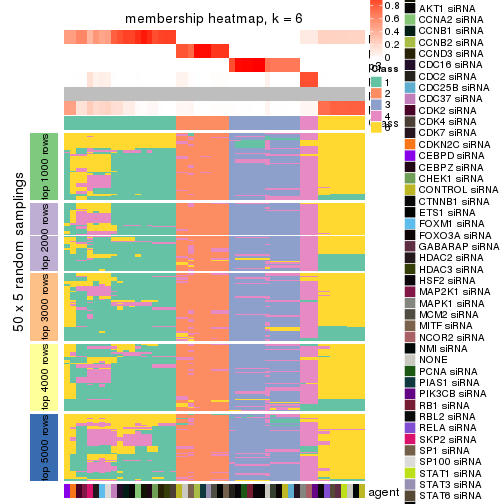 membership heatmap, k = 6
50 x 5 random samplings
top 1000 rows
top 2000 rows
top 3000 rows
top 4000 rows
top 5000 rows
0.8
0.6
0.4
0.2
0
Class
1
2
3
4
agent
AKT1 siRNA
CCNA2 siRNA
CCNB1 siRNA
CCNB2 siRNA
CCND3 siRNA
CDC16 siRNA
CDC2 siRNA
CDC25B siRNA
CDC37 siRNA
CDK2 siRNA
CDK4 siRNA
CDK7 siRNA
CDKN2C siRNA
CEBPD siRNA
CEBPZ siRNA
CHEK1 siRNA
CONTROL siRNA
CTNNB1 siRNA
ETS1 siRNA
FOXM1 siRNA
FOXO3A siRNA
GABARAP siRNA
HDAC2 siRNA
HDAC3 siRNA
HSF2 siRNA
MAP2K1 siRNA
MAPK1 siRNA
MCM2 siRNA
MITF siRNA
NCOR2 siRNA
NMI siRNA
NONE
PCNA siRNA
PIAS1 siRNA
PIK3CB siRNA
RB1 siRNA
RBL2 siRNA
RELA siRNA
SKP2 siRNA
SP1 siRNA
SP100 siRNA
STAT1 siRNA
STAT3 siRNA
STAT6 siRNA